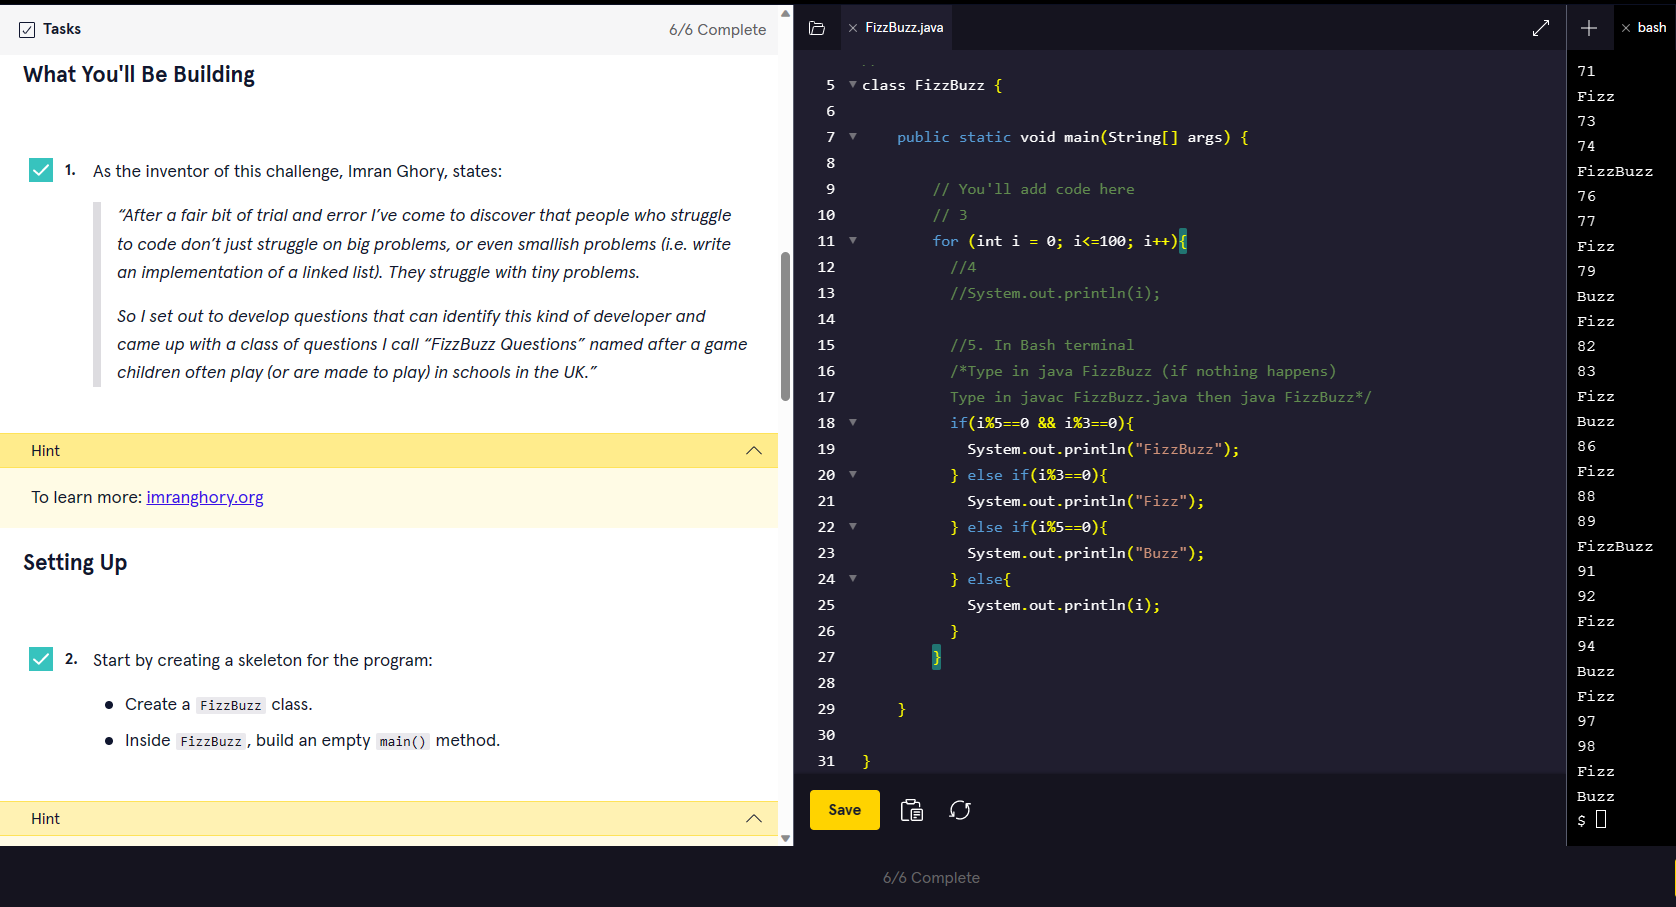 Tasks
6/6 Complete
What You'll Be Building
1. As the inventor of this challenge, Imran Ghory, states:
“After a fair bit of trial and error I’ve come to discover that people who struggle
to code don’t just struggle on big problems, or even smallish problems (i.e. write
an implementation of a linked list). They struggle with tiny problems.
So I set out to develop questions that can identify this kind of developer and
came up with a class of questions I call “FizzBuzz Questions” named after a game
children often play (or are made to play) in schools in the UK.”
Hint
To learn more: imranghory.org
Setting Up
2. Start by creating a skeleton for the program:
Create a FizzBuzz class.
Inside FizzBuzz, build an empty main() method.
Hint
FizzBuzz.java
5 class FizzBuzz {
6
7 public static void main(String[] args) {
8
9 // You'll add code here
10 // 3
11 for (int i = 0; i<=100; i++){
12 //4
13 //System.out.println(i);
14
15 //5. In Bash terminal
16 /*Type in java FizzBuzz (if nothing happens)
17 Type in javac FizzBuzz.java then java FizzBuzz*/
18 if(i%5==0 && i%3==0){
19 System.out.println("FizzBuzz");
20 } else if(i%3==0){
21 System.out.println("Fizz");
22 } else if(i%5==0){
23 System.out.println("Buzz");
24 } else{
25 System.out.println(i);
26 }
27 }
28
29 }
30
31 }
Save
bash
71
Fizz
73
74
FizzBuzz
76
77
Fizz
79
Buzz
Fizz
82
83
Fizz
Buzz
86
Fizz
88
89
FizzBuzz
91
92
Fizz
94
Buzz
Fizz
97
98
Fizz
Buzz
$
6/6 Complete